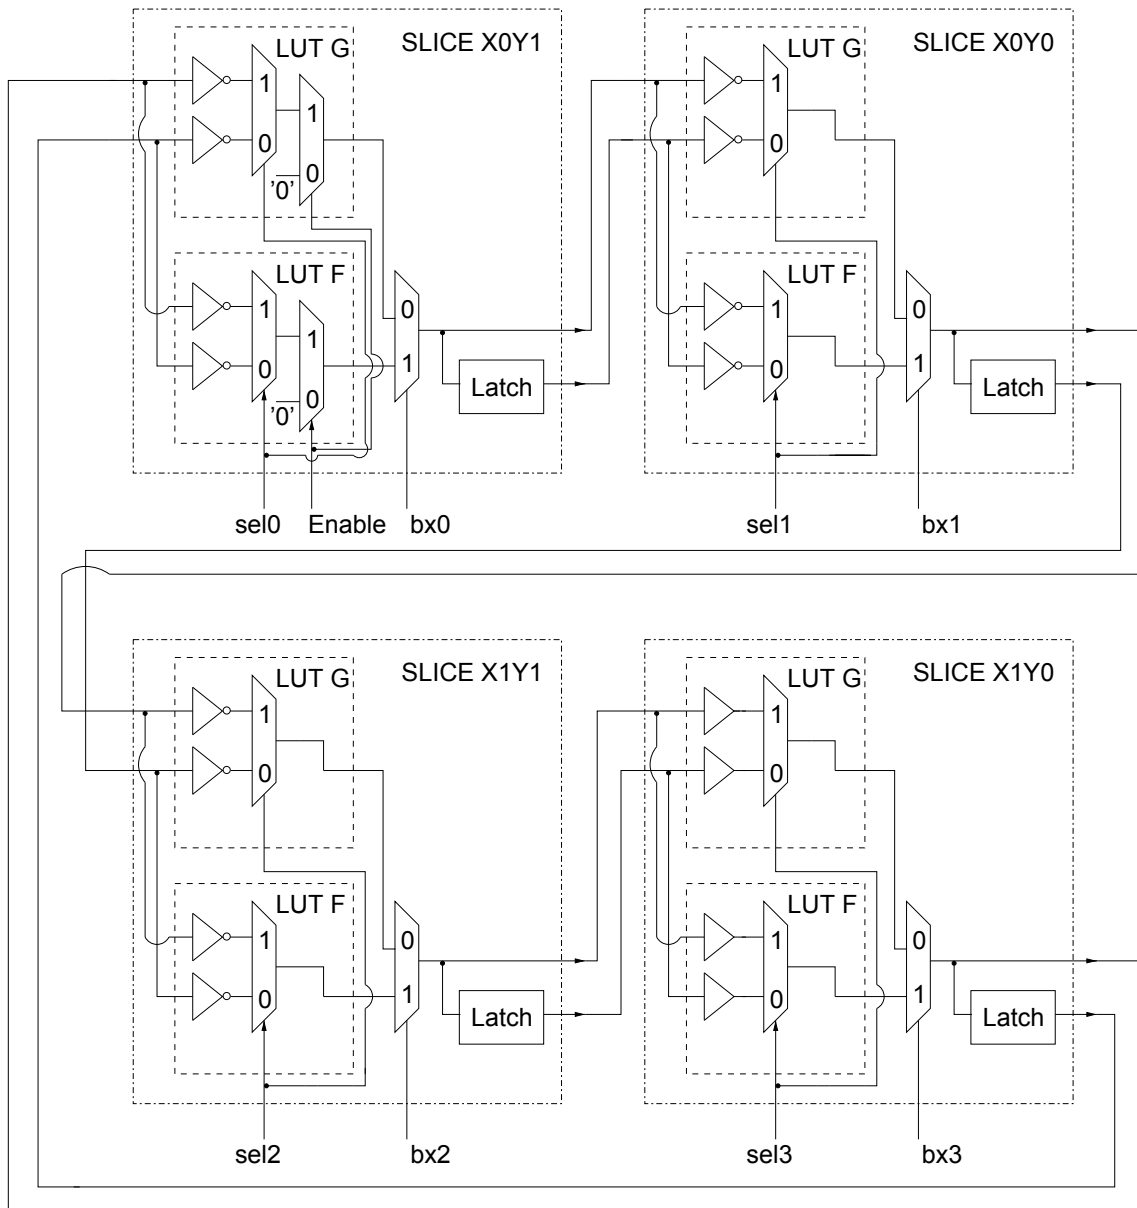 LUT G
SLICE X0Y1
1
1
0
'0'
0
LUT F
1
1
0
'0'
0
0
1
Latch
sel0
Enable
bx0
LUT G
SLICE X0Y0
1
0
LUT F
1
0
0
1
Latch
sel1
bx1
LUT G
SLICE X1Y1
1
0
LUT F
1
0
0
1
Latch
sel2
bx2
LUT G
SLICE X1Y0
1
0
LUT F
1
0
0
1
Latch
sel3
bx3